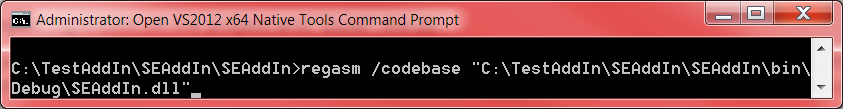 Administrator: Open VS2012 x64 Native Tools Command Prompt
C:\TestAddIn\SEAddIn\SEAddIn>regasm /codebase "C:\TestAddIn\SEAddIn\SEAddIn\bin\
Debug\SEAddIn.dll"_